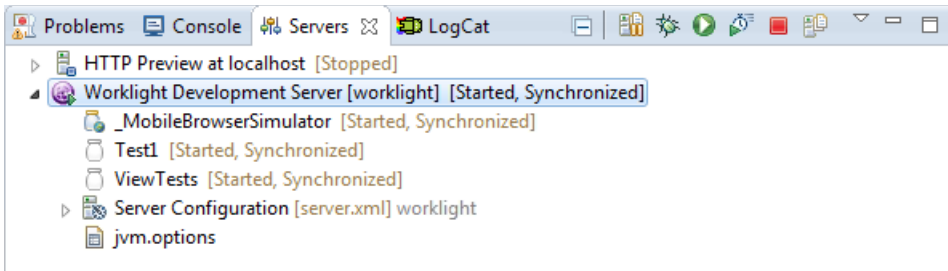 Problems Console Servers LogCat
HTTP Preview at localhost [Stopped]
Worklight Development Server [worklight] [Started, Synchronized]
_MobileBrowserSimulator [Started, Synchronized]
Test1 [Started, Synchronized]
ViewTests [Started, Synchronized]
Server Configuration [server.xml] worklight
jvm.options